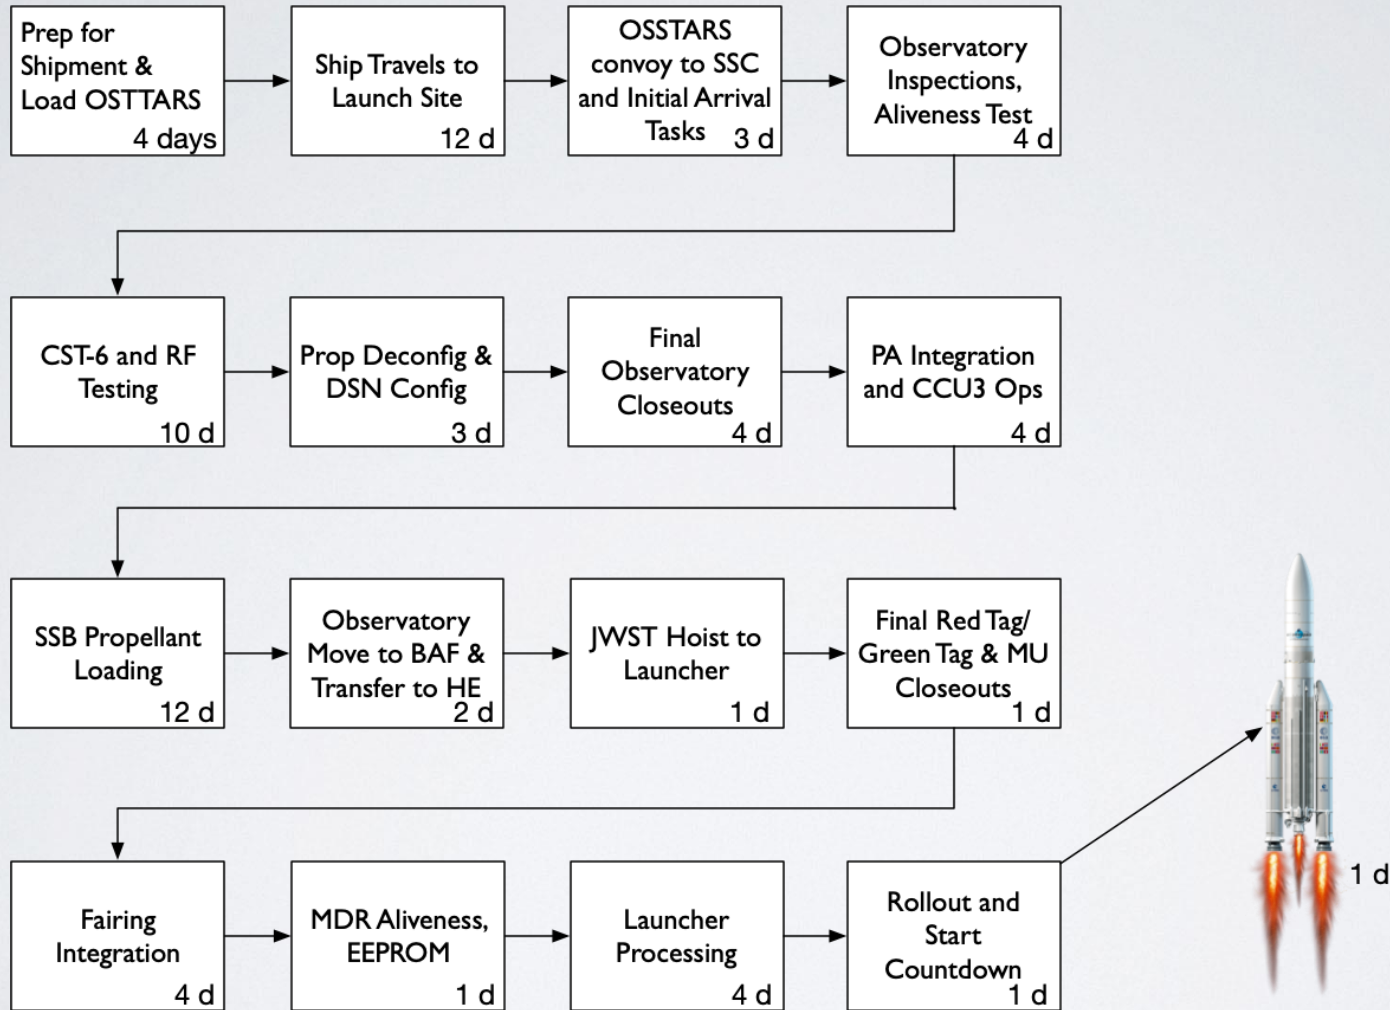 Prep for
Shipment &
Load OSTTARS
4 days
Ship Travels to
Launch Site
12 d
OSSTARS
convoy to SSC
and Initial Arrival
Tasks
3 d
Observatory
Inspections,
Aliveness Test
4 d
CST-6 and RF
Testing
10 d
Prop Deconfig &
DSN Config
3 d
Final
Observatory
Closeouts
4 d
PA Integration
and CCU3 Ops
4 d
SSB Propellant
Loading
12 d
Observatory
Move to BAF &
Transfer to HE
2 d
JWST Hoist to
Launcher
1 d
Final Red Tag/
Green Tag & MU
Closeouts
1 d
Fairing
Integration
4 d
MDR Aliveness,
EEPROM
1 d
Launcher
Processing
4 d
Rollout and
Start
Countdown
1 d
1 d